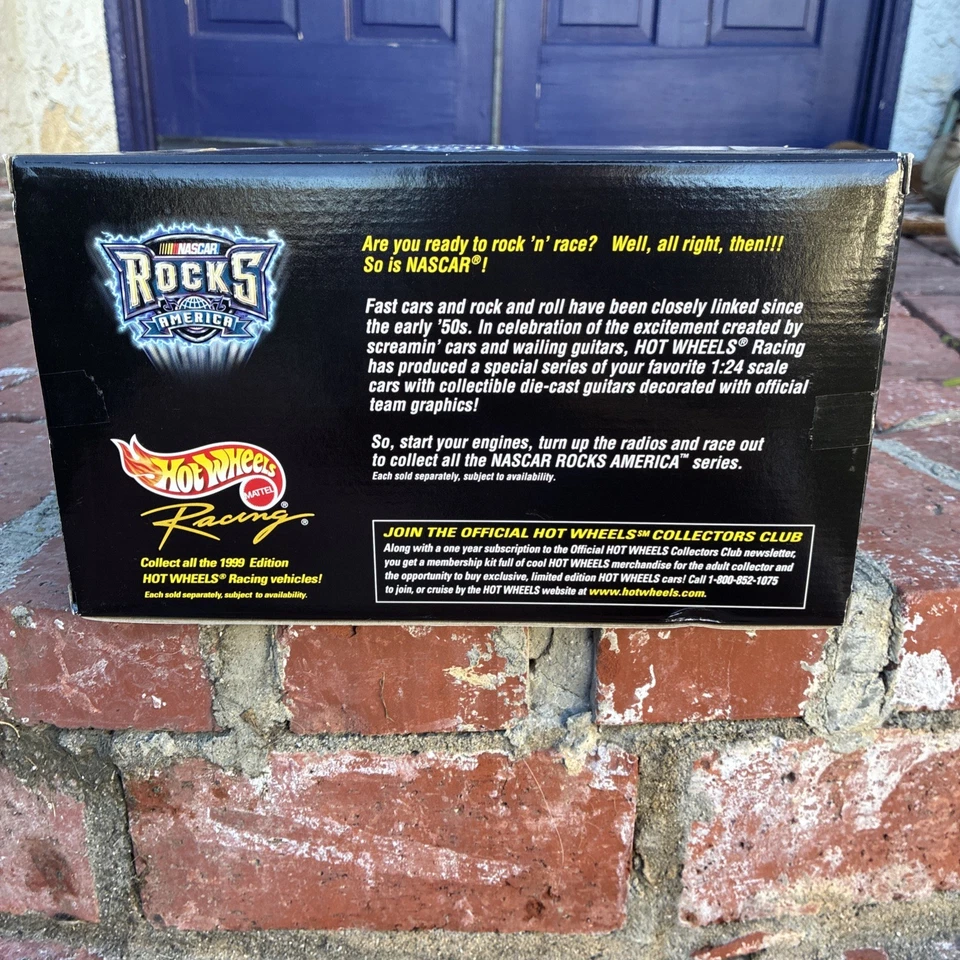 NASCAR
ROCKS
AMERICA
Are you ready to rock 'n' race? Well, all right, then!!!
So is NASCAR®!
Fast cars and rock and roll have been closely linked since
the early '50s. In celebration of the excitement created by
screamin' cars and wailing guitars, HOT WHEELS® Racing
has produced a special series of your favorite 1:24 scale
cars with collectible die-cast guitars decorated with official
team graphics!
So, start your engines, turn up the radios and race out
to collect all the NASCAR ROCKS AMERICA™ series.
Each sold separately, subject to availability.
HOT WHEELS
MATTEL
Racing®
Collect all the 1999 Edition
HOT WHEELS® Racing vehicles!
Each sold separately, subject to availability.
JOIN THE OFFICIAL HOT WHEELS℠ COLLECTORS CLUB
Along with a one year subscription to the Official HOT WHEELS Collectors Club newsletter,
you get a membership kit full of cool HOT WHEELS merchandise for the adult collector and
the opportunity to buy exclusive, limited edition HOT WHEELS cars! Call 1-800-852-1075
to join, or cruise by the HOT WHEELS website at www.hotwheels.com.